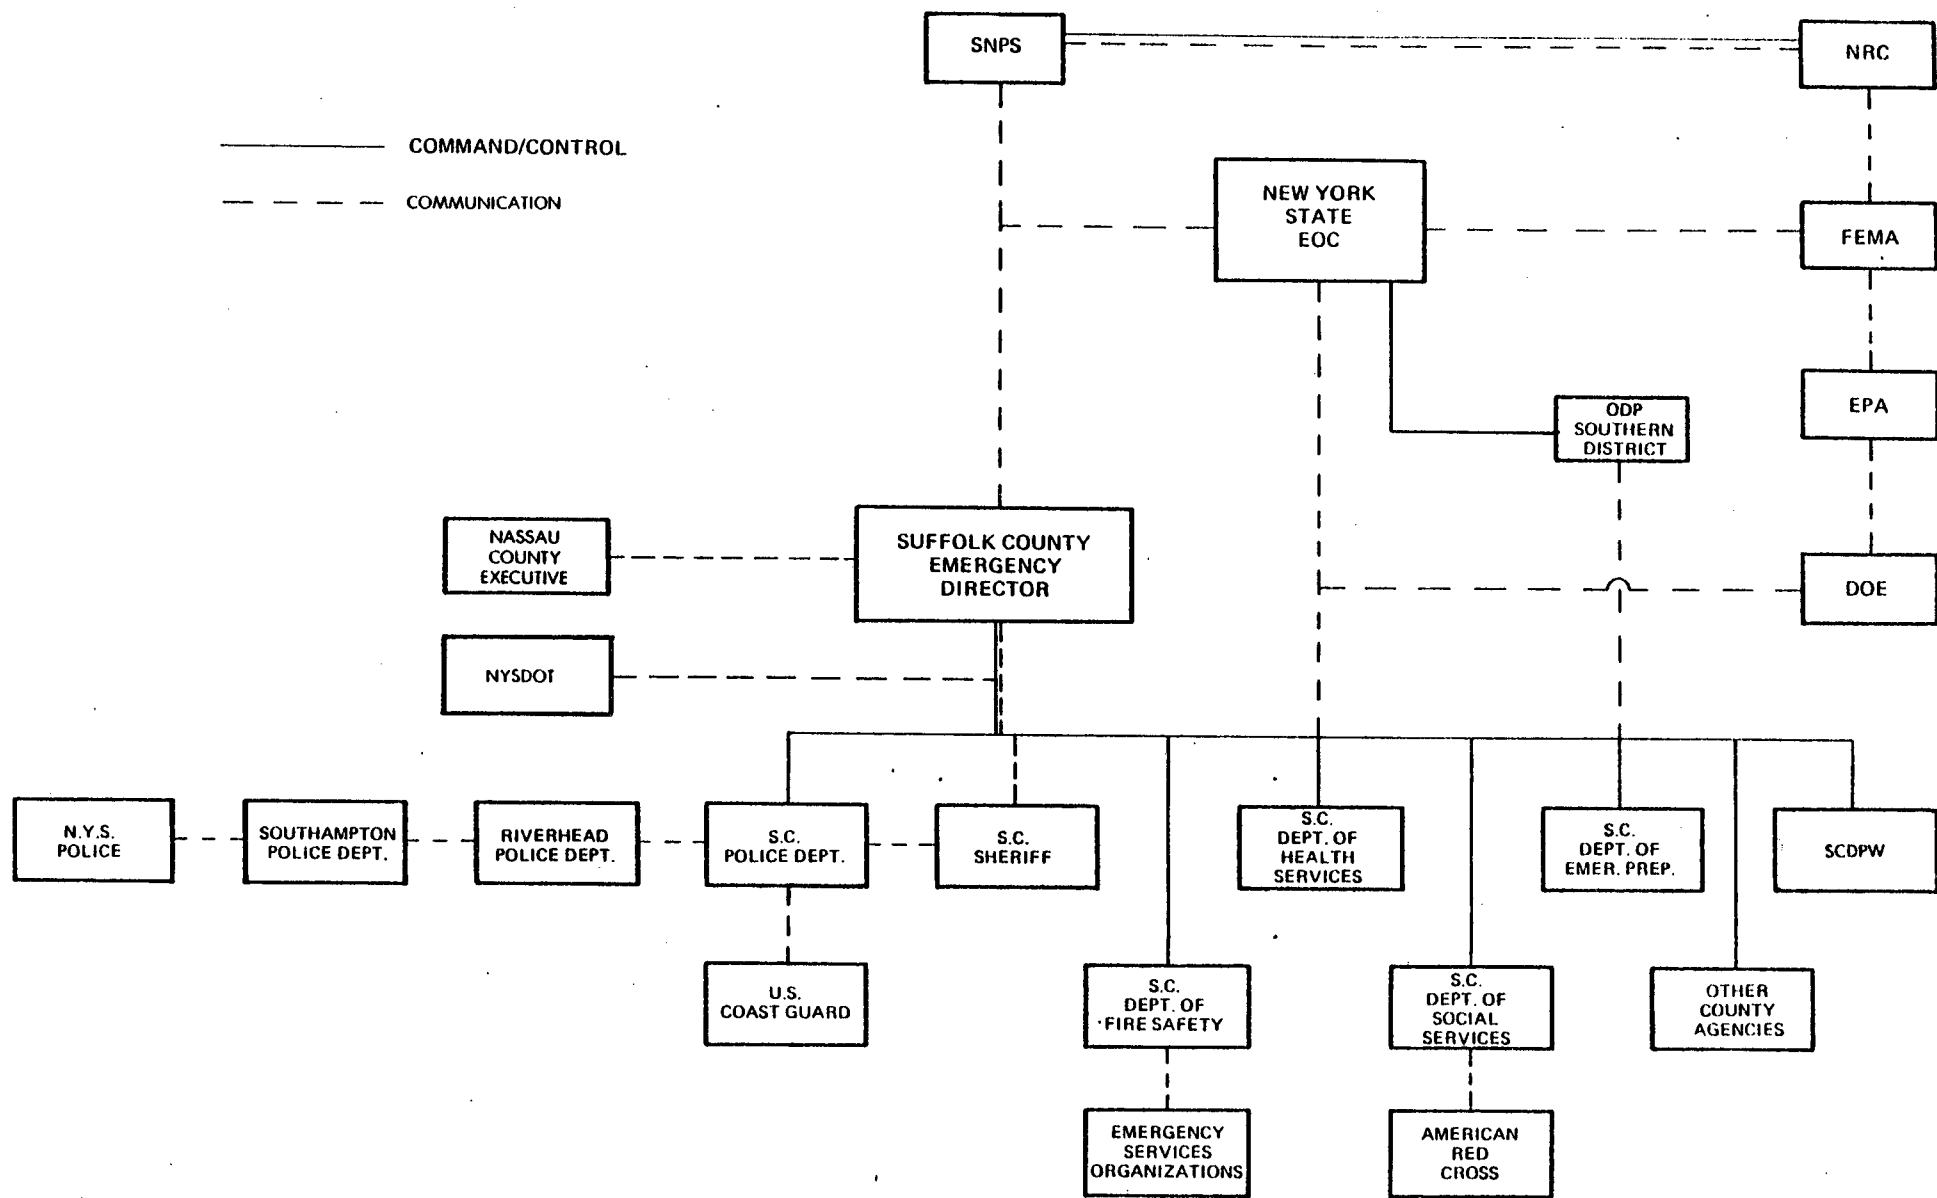 SNPS
NRC
COMMAND/CONTROL
COMMUNICATION
NEW YORK
STATE
EOC
FEMA
EPA
ODP
SOUTHERN
DISTRICT
NASSAU
COUNTY
EXECUTIVE
SUFFOLK COUNTY
EMERGENCY
DIRECTOR
DOE
NYSDOT
N.Y.S.
POLICE
SOUTHAMPTON
POLICE DEPT.
RIVERHEAD
POLICE DEPT.
S.C.
POLICE DEPT.
S.C.
SHERIFF
S.C.
DEPT. OF
HEALTH
SERVICES
S.C.
DEPT. OF
EMER. PREP.
SCDPW
U.S.
COAST GUARD
S.C.
DEPT. OF
FIRE SAFETY
S.C.
DEPT. OF
SOCIAL
SERVICES
OTHER
COUNTY
AGENCIES
EMERGENCY
SERVICES
ORGANIZATIONS
AMERICAN
RED
CROSS